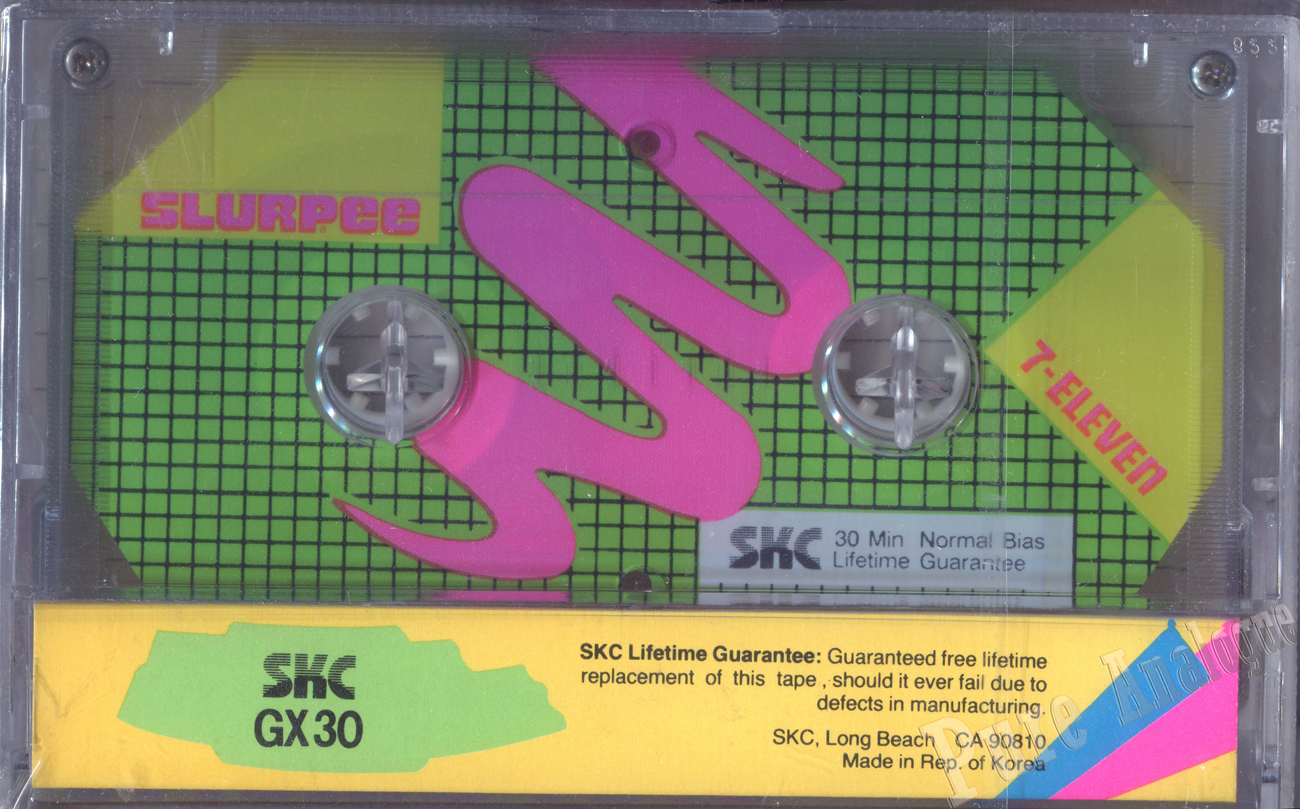 SLURPEE
7-ELEVEN
SKC 30 Min Normal Bias
Lifetime Guarantee
SKC
GX30
SKC Lifetime Guarantee: Guaranteed free lifetime
replacement of this tape, should it ever fail due to
defects in manufacturing.
SKC, Long Beach CA 90810
Made in Rep. of Korea
Pure Analogue